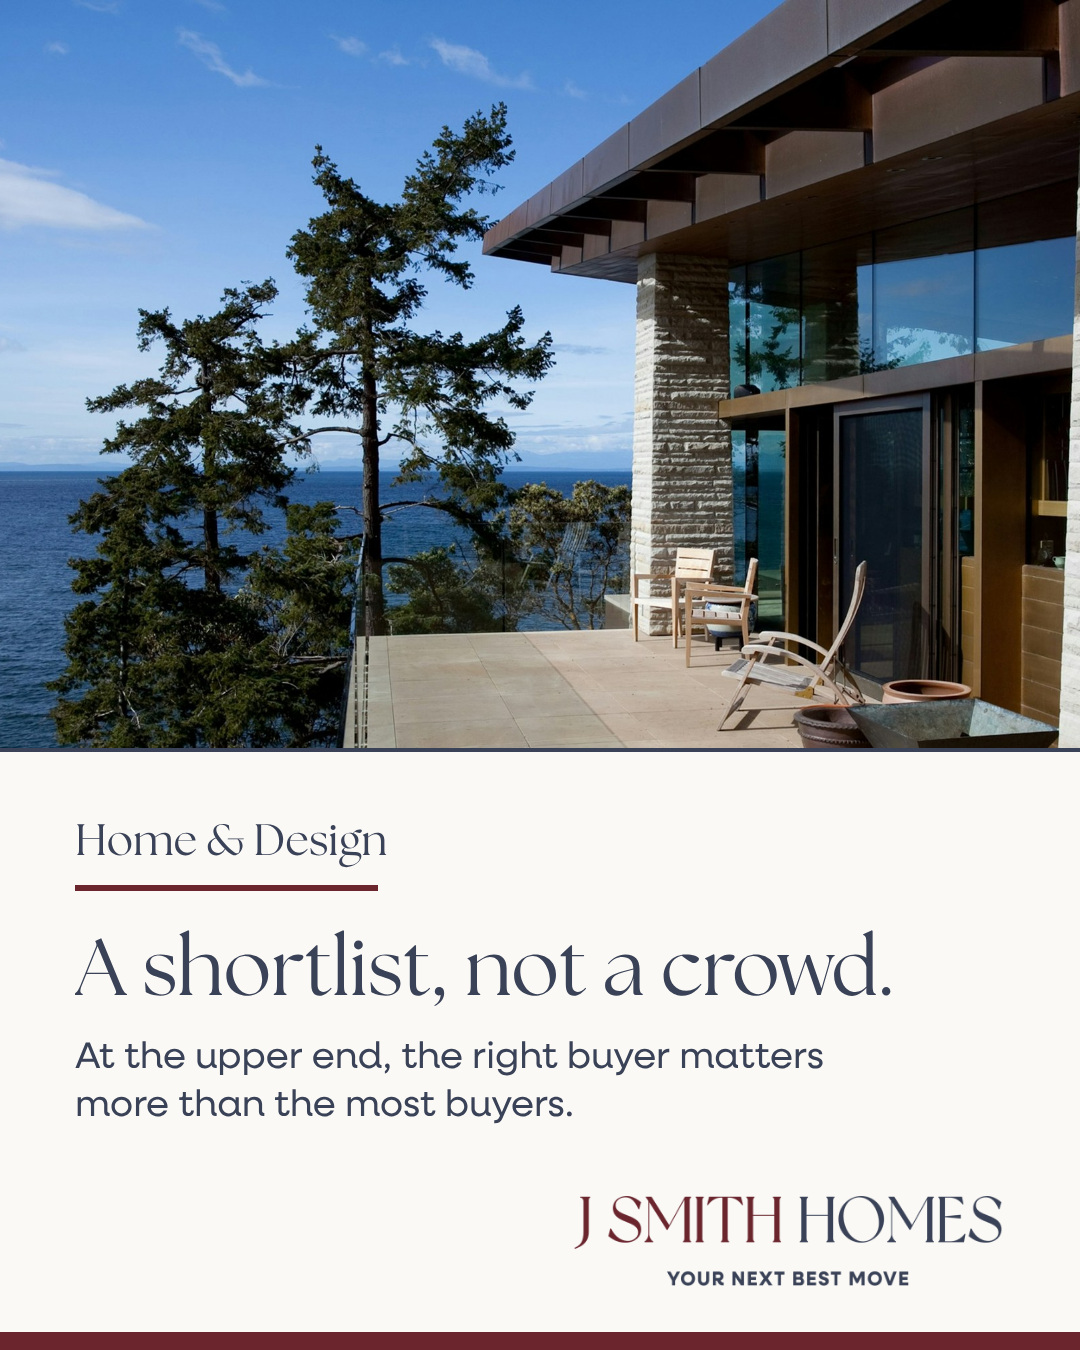 Home & Design
A shortlist, not a crowd.
At the upper end, the right buyer matters
more than the most buyers.
J SMITH HOMES
YOUR NEXT BEST MOVE